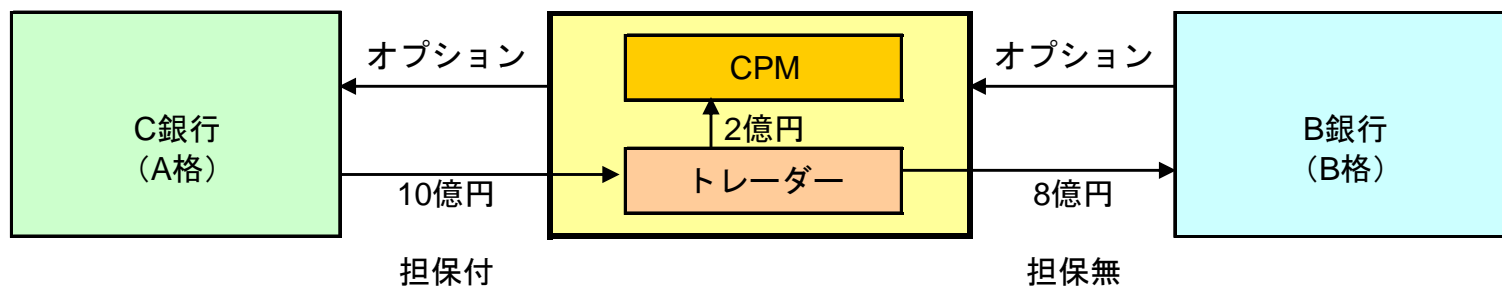 オプション
CPM
オプション
C銀行
（A格）
2億円
B銀行
（B格）
トレーダー
10億円
8億円
担保付
担保無